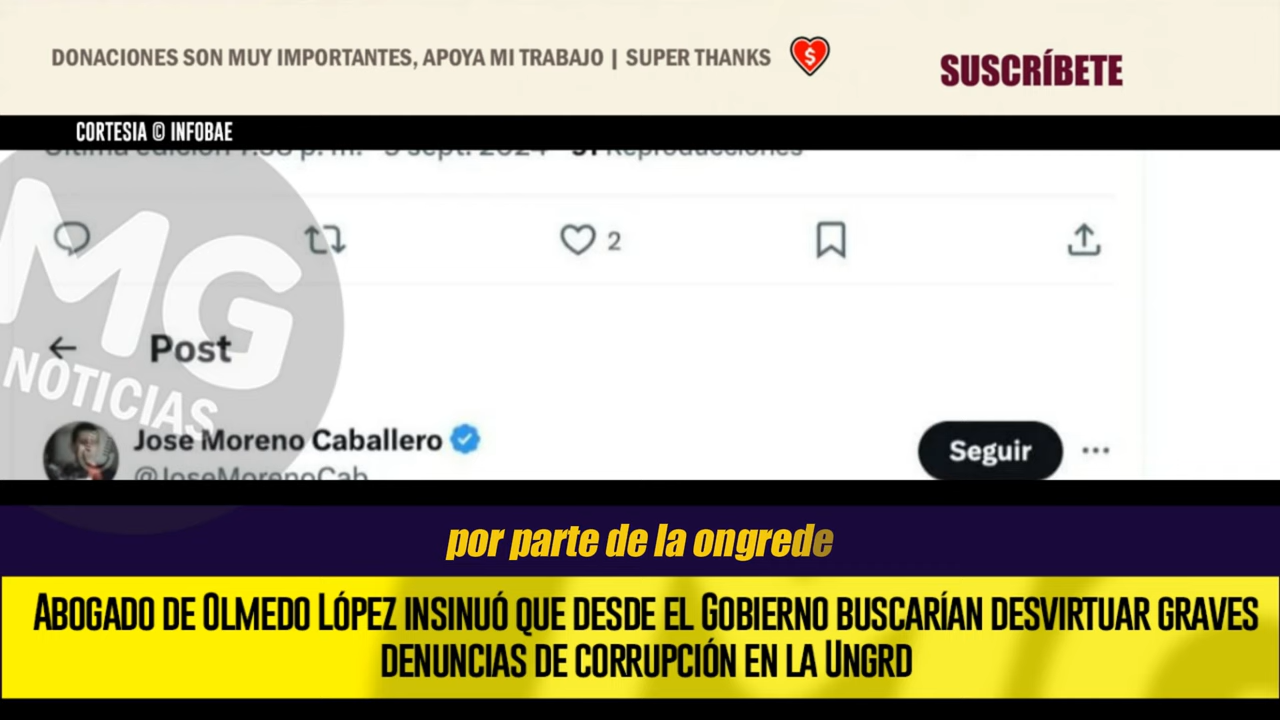 DONACIONES SON MUY IMPORTANTES, APOYA MI TRABAJO | SUPER THANKS $
SUSCRÍBETE
CORTESIA © INFOBAE
Reproducciones
2
MG
NOTICIAS
Post
Jose Moreno Caballero
@JoseMorenoCab
Seguir
por parte de la ongrede
ABOGADO DE OLMEDO LÓPEZ INSINUÓ QUE DESDE EL GOBIERNO BUSCARÍAN DESVIRTUAR GRAVES
DENUNCIAS DE CORRUPCIÓN EN LA UNGRD